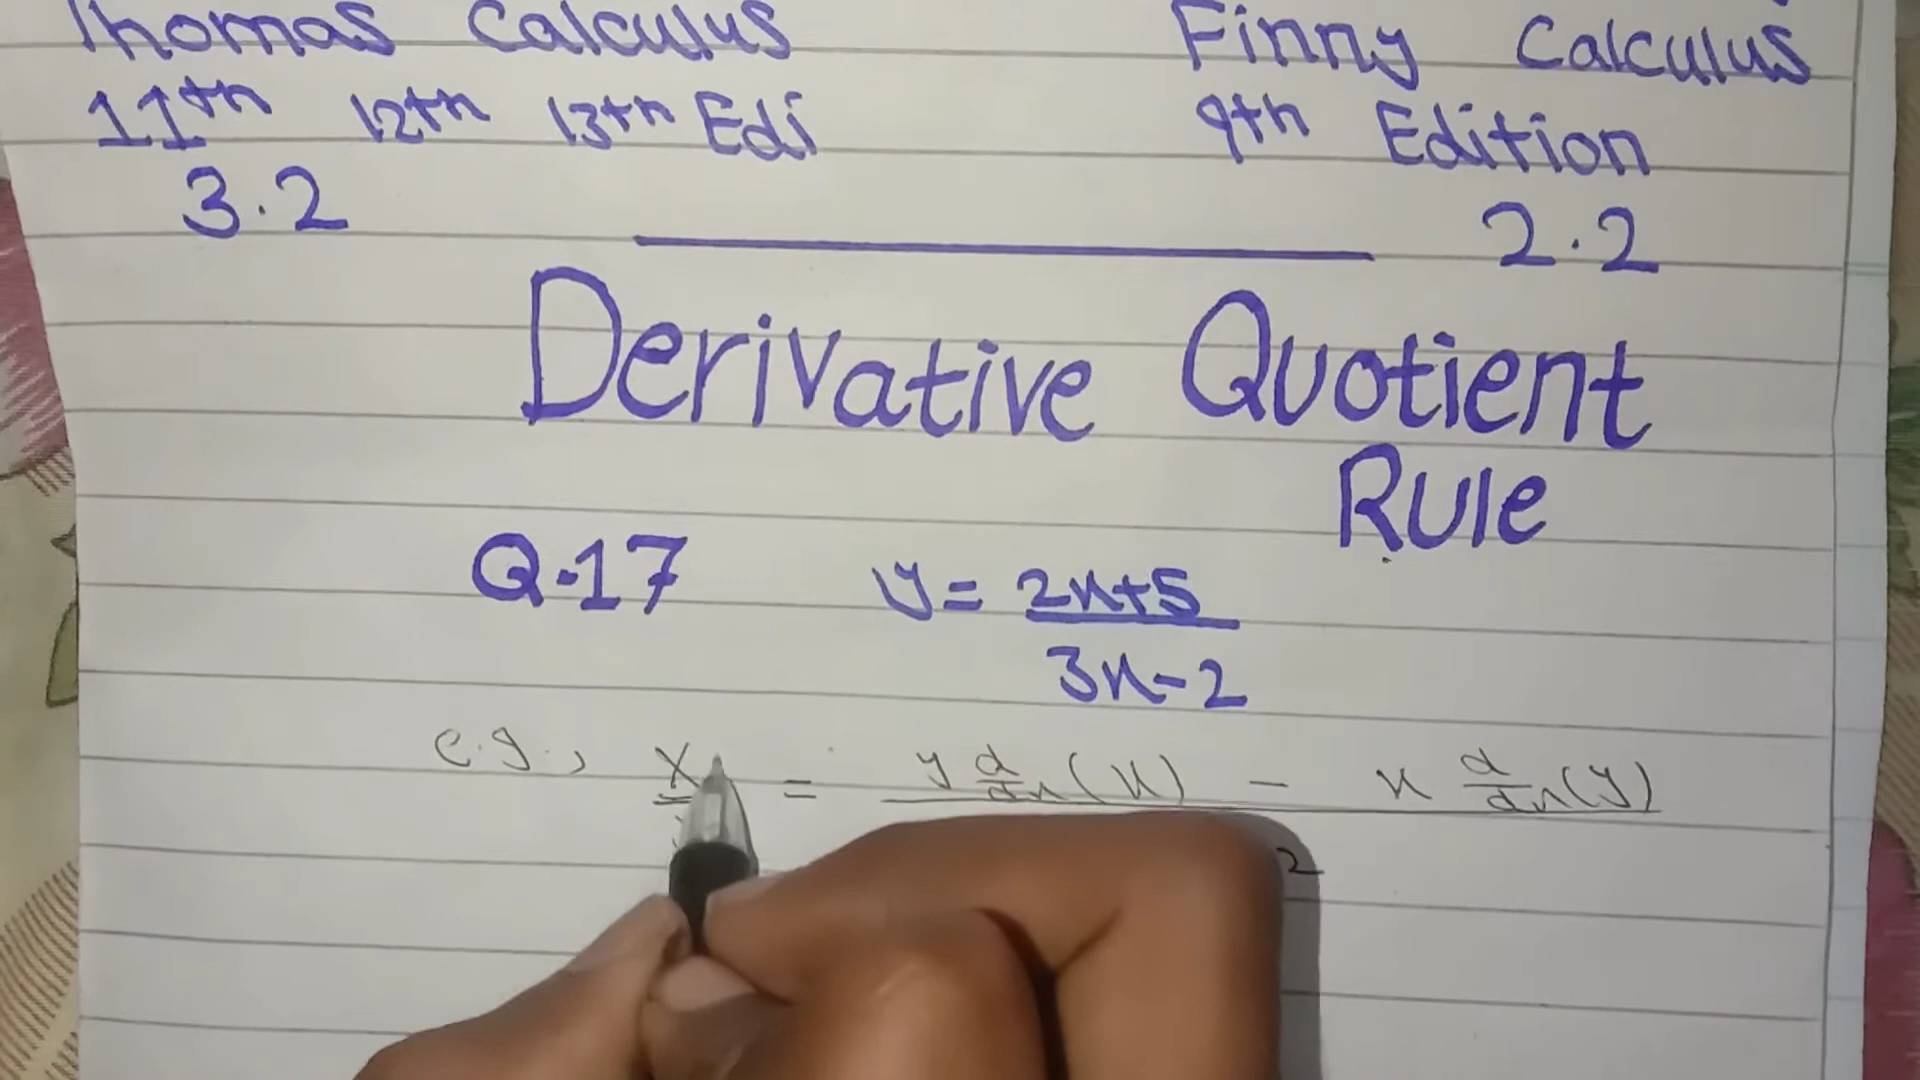 Thomas Calculus Finny Calculus
11th 12th 13th Edi 9th Edition
3.2 2.2
Derivative Quotient
Rule
Q.17 y = 2x+5
3x-2
e.g., x = y d/dx (x) - x d/dx (y)
2